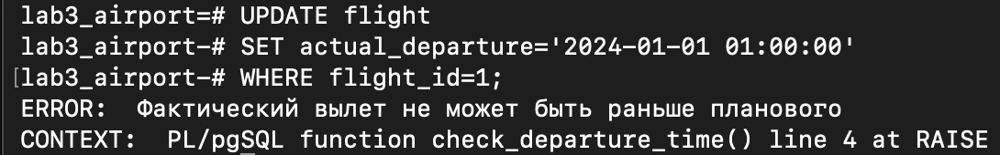 lab3_airport=# UPDATE flight
lab3_airport-# SET actual_departure='2024-01-01 01:00:00'
[lab3_airport-# WHERE flight_id=1;
ERROR:  Фактический вылет не может быть раньше планового
CONTEXT:  PL/pgSQL function check_departure_time() line 4 at RAISE